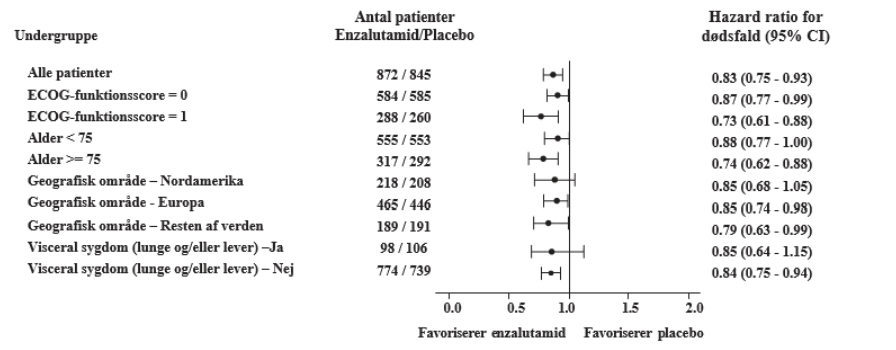 Antal patienter
Hazard ratio for
Undergruppe
Enzalutamid/Placebo
dødsfald (95% CI)
Alle patienter 872 / 845 0.83 (0.75 - 0.93)
ECOG-funktionsscore = 0 584 / 585 0.87 (0.77 - 0.99)
ECOG-funktionsscore = 1 288 / 260 0.73 (0.61 - 0.88)
Alder < 75 555 / 553 0.88 (0.77 - 1.00)
Alder >= 75 317 / 292 0.74 (0.62 - 0.88)
Geografisk område – Nordamerika 218 / 208 0.85 (0.68 - 1.05)
Geografisk område - Europa 465 / 446 0.85 (0.74 - 0.98)
Geografisk område – Resten af verden 189 / 191 0.79 (0.63 - 0.99)
Visceral sygdom (lunge og/eller lever) –Ja 98 / 106 0.85 (0.64 - 1.15)
Visceral sygdom (lunge og/eller lever) – Nej 774 / 739 0.84 (0.75 - 0.94)
0.0 0.5 1.0 1.5 2.0
Favoriserer enzalutamid Favoriserer placebo